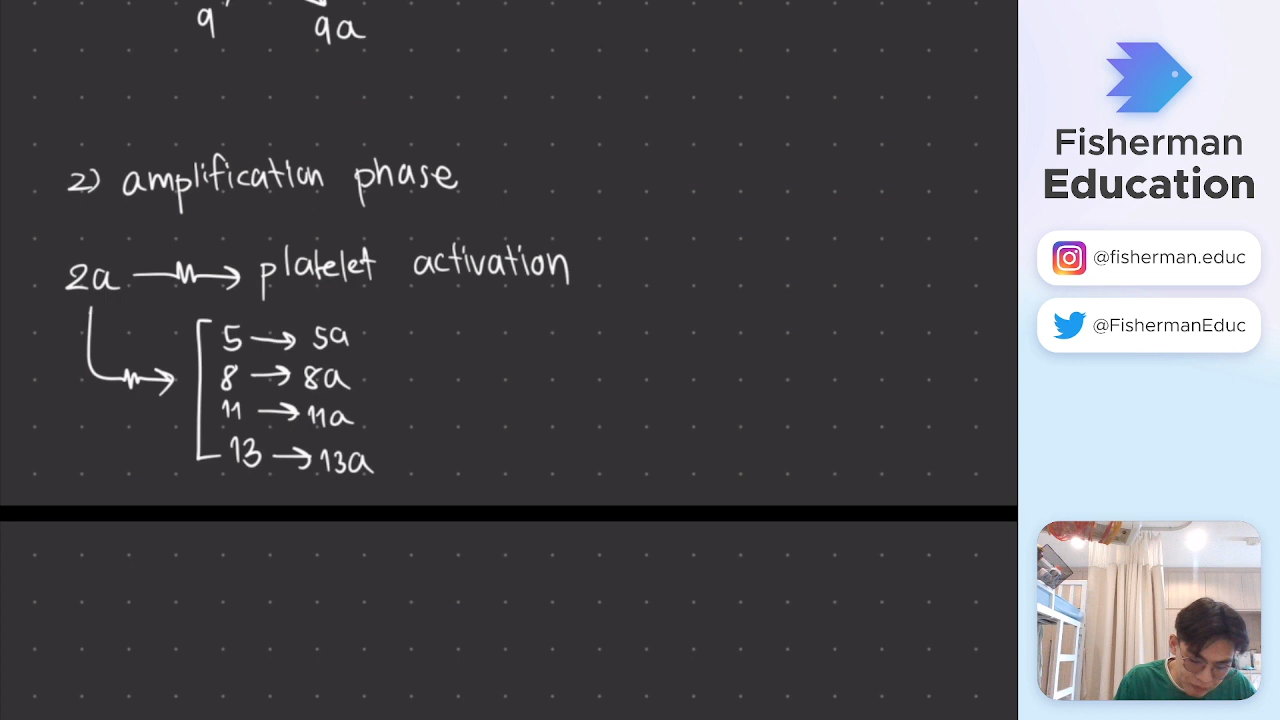 9
9a
2) amplification phase
2a → platelet activation
5 → 5a
8 → 8a
11 → 11a
13 → 13a
Fisherman
Education
@fisherman.educ
@FishermanEduc